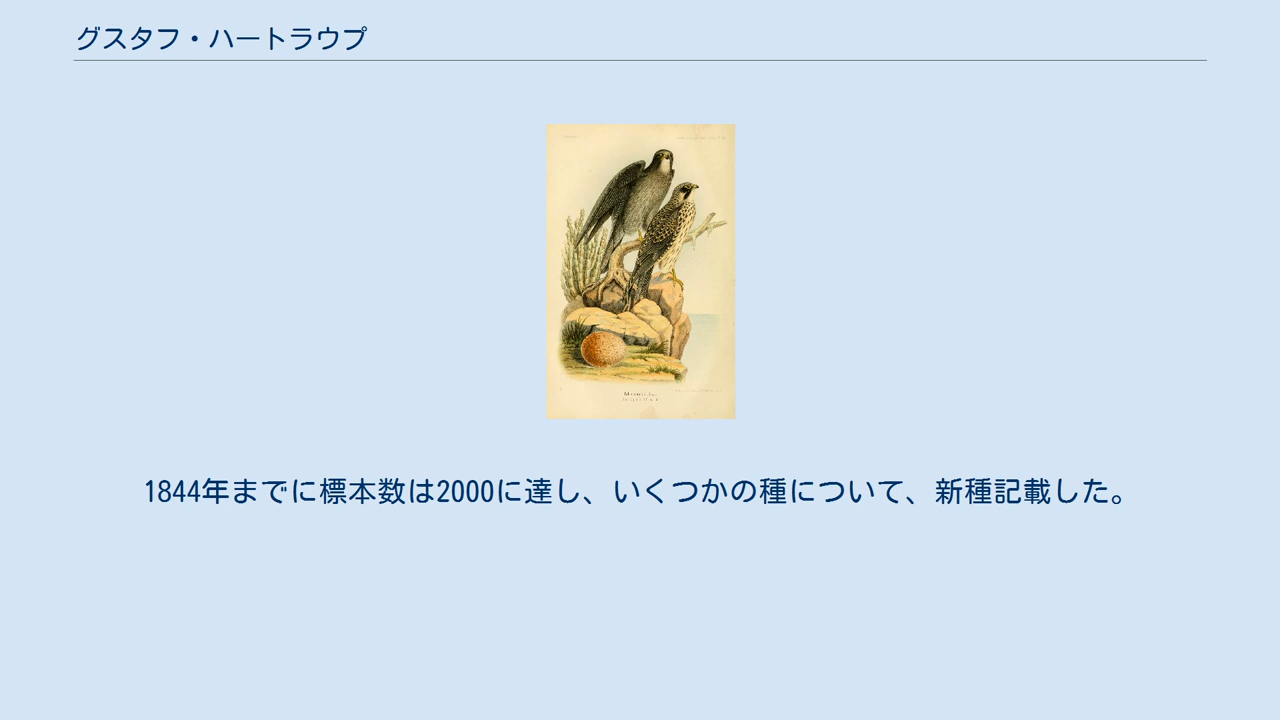 グスタフ・ハートラウプ
1844年までに標本数は2000に達し、いくつかの種について、新種記載した。